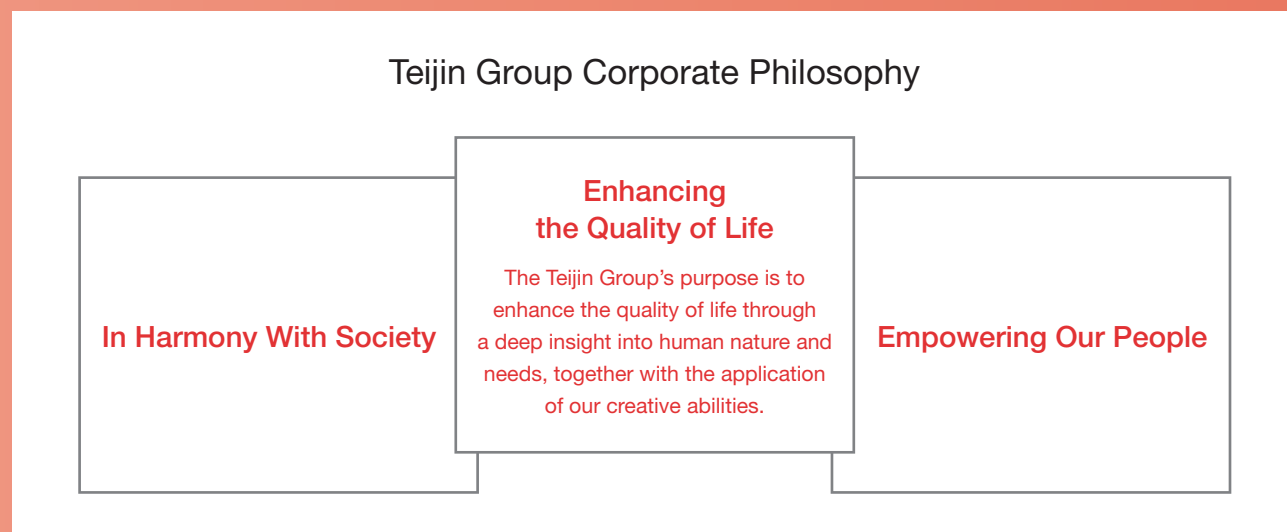 Teijin Group Corporate Philosophy
In Harmony With Society
Enhancing
the Quality of Life
The Teijin Group’s purpose is to
enhance the quality of life through
a deep insight into human nature and
needs, together with the application
of our creative abilities.
Empowering Our People